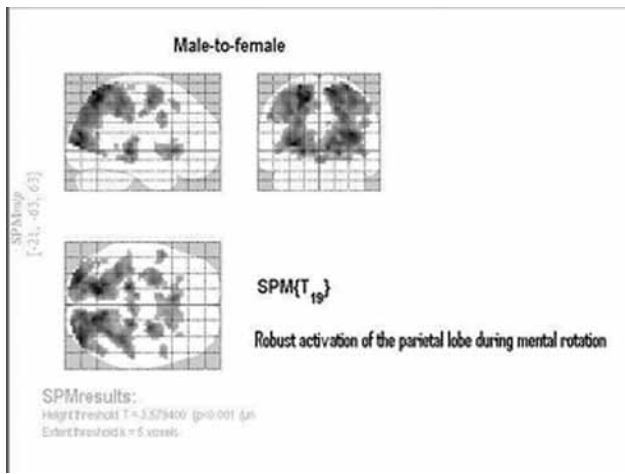 Male-to-female
SPMmip
[-21, -63, 63]
SPM{T19}
Robust activation of the parietal lobe during mental rotation
SPMresults:
Height threshold T = 3.579400 (p<0.001 (un
Extent threshold k = 5 voxels